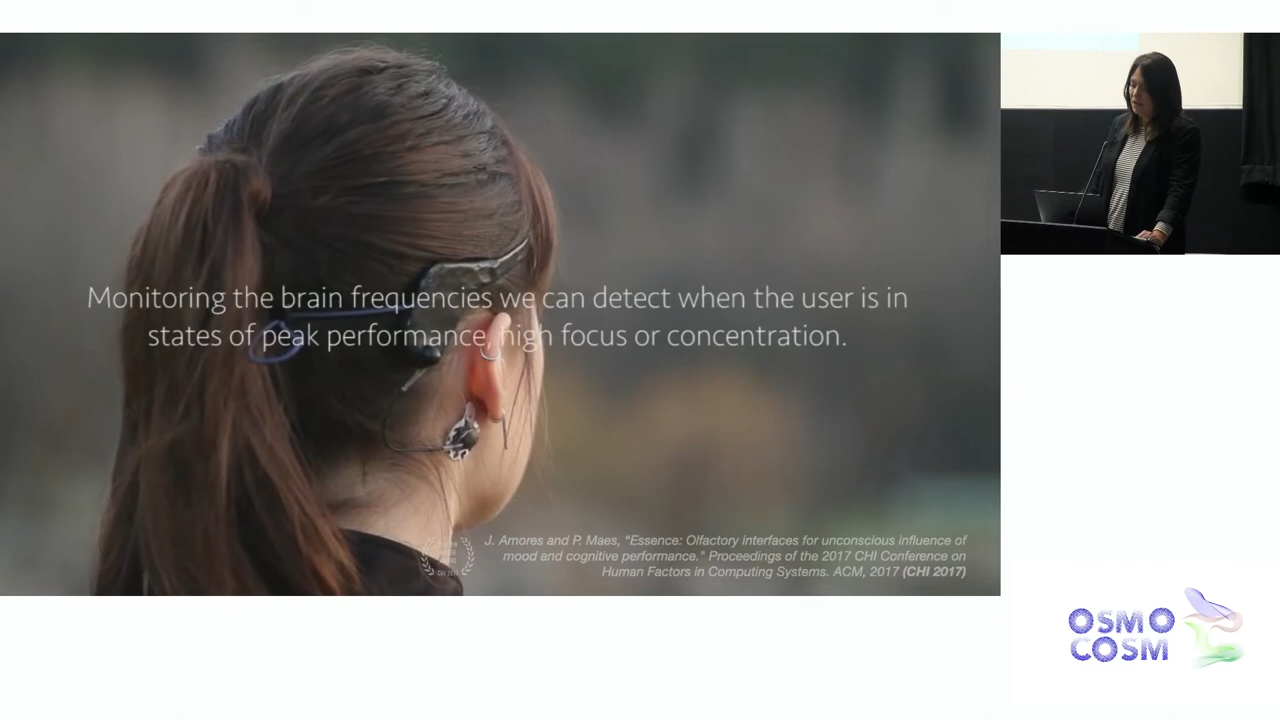 Monitoring the brain frequencies we can detect when the user is in
states of peak performance, high focus or concentration.
J. Amores and P. Maes, "Essence: Olfactory interfaces for unconscious influence of
mood and cognitive performance." Proceedings of the 2017 CHI Conference on
Human Factors in Computing Systems. ACM, 2017 (CHI 2017)
OSMO
COSM